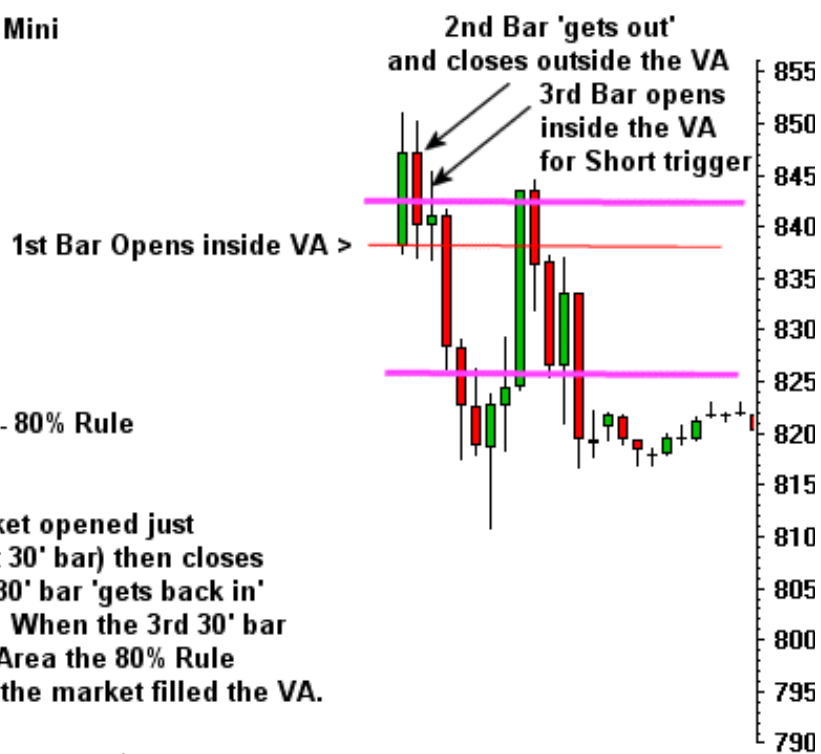 Mini
2nd Bar 'gets out'
and closes outside the VA
3rd Bar opens
inside the VA
for Short trigger
1st Bar Opens inside VA >
- 80% Rule
opened just
30' bar) then closes
bar 'gets back in'
When the 3rd 30' bar
Area the 80% Rule
the market filled the VA.
855
850
845
840
835
830
825
820
815
810
805
800
795
790